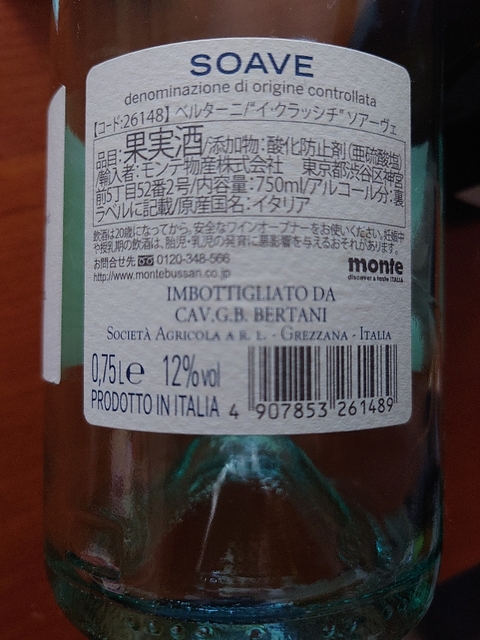 SOAVE
denominazione di origine controllata
【コード:26148】 ベルターニ/"イ・クラッシチ" ソアーヴェ
品目:果実酒/添加物:酸化防止剤(亜硫酸塩)
/輸入者:モンテ物産株式会社 東京都渋谷区神宮
前5丁目52番2号/内容量:750ml/アルコール分:裏
ラベルに記載/原産国名:イタリア
飲酒は20歳になってから。安全なワインオープナーをお使いください。妊娠中
や授乳期の飲酒は、胎児・乳児の発育に悪影響を与えるおそれがあります。
お問合せ先 0120-348-566
http://www.montebussan.co.jp
monte
discover & taste ITALIA
IMBOTTIGLIATO DA
CAV.G.B. BERTANI
SOCIETÀ AGRICOLA A R. L. - GREZZANA - ITALIA
0,75L℮ 12%vol
PRODOTTO IN ITALIA
4 907853 261489